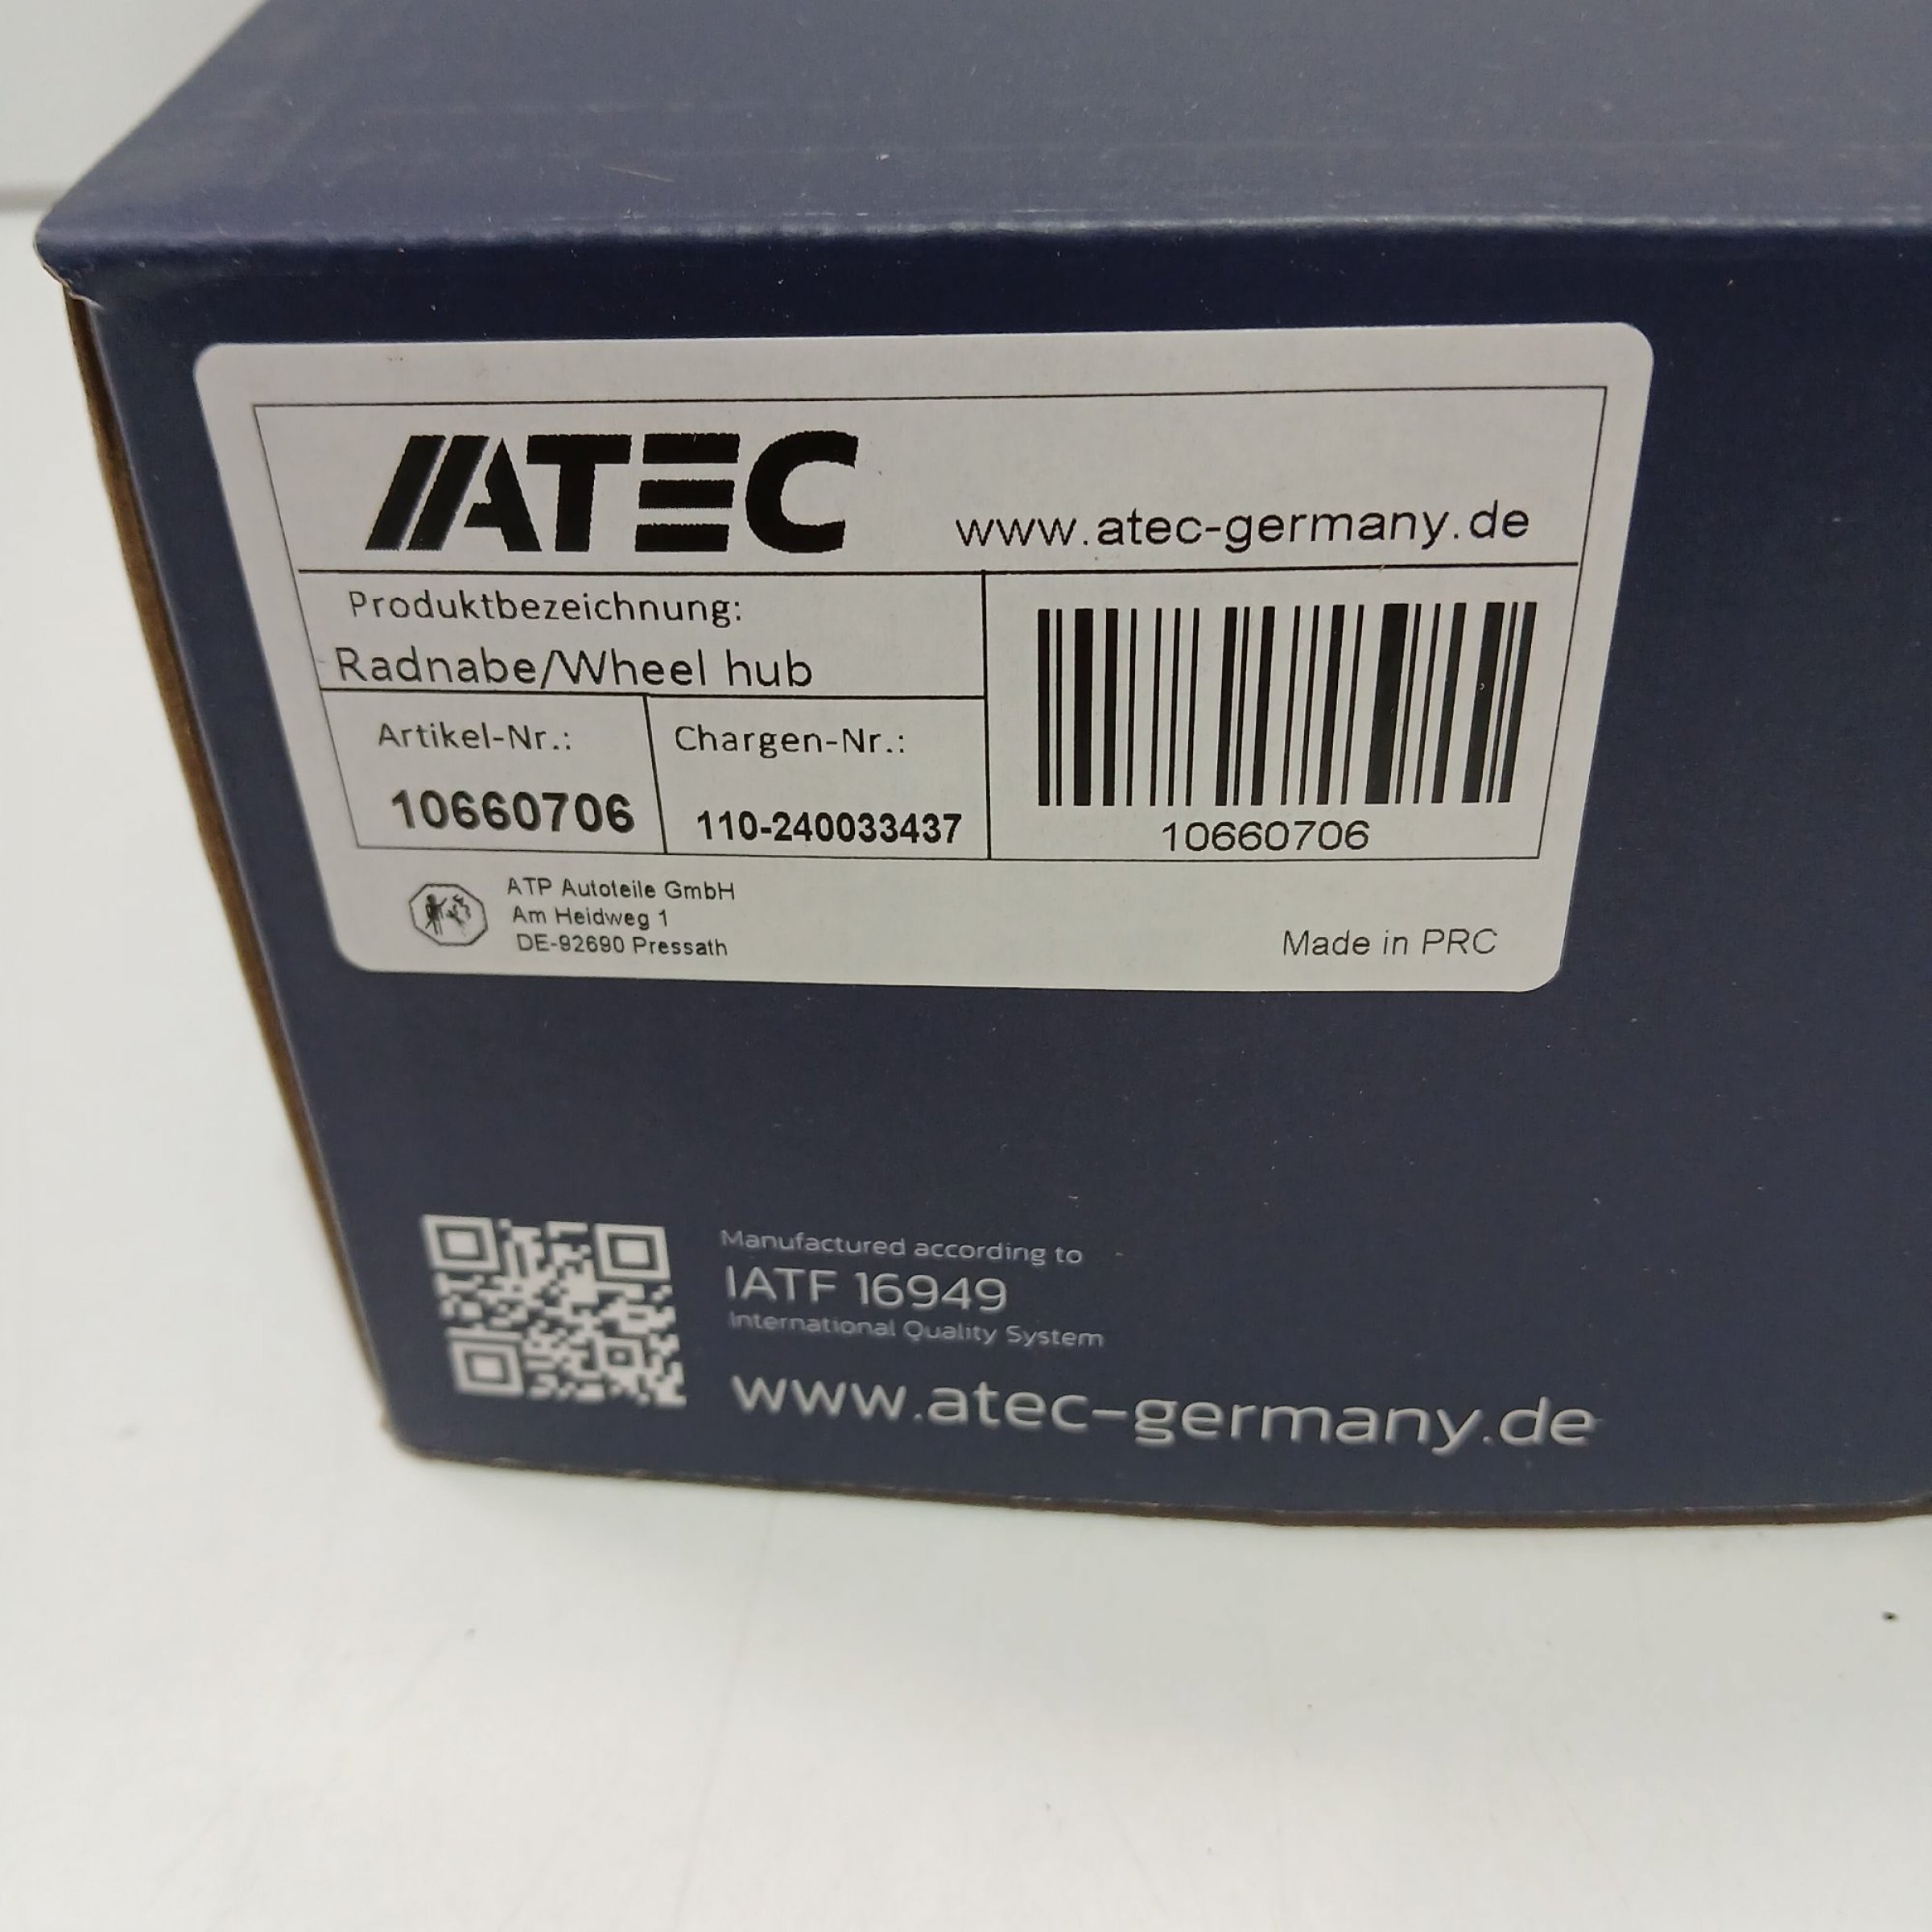 ATEC
www.atec-germany.de
Produktbezeichnung:
Radnabe/Wheel hub
Artikel-Nr.:
10660706
Chargen-Nr.:
110-240033437
10660706
ATP Autoteile GmbH
Am Heidweg 1
DE-92690 Pressath
Made in PRC
Manufactured according to
IATF 16949
International Quality System
www.atec-germany.de